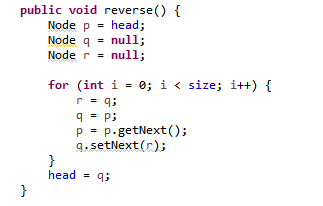 public void reverse() {
Node p = head;
Node q = null;
Node r = null;
for (int i = 0; i < size; i++) {
r = q;
q = p;
p = p.getNext();
q.setNext(r);
}
head = q;
}